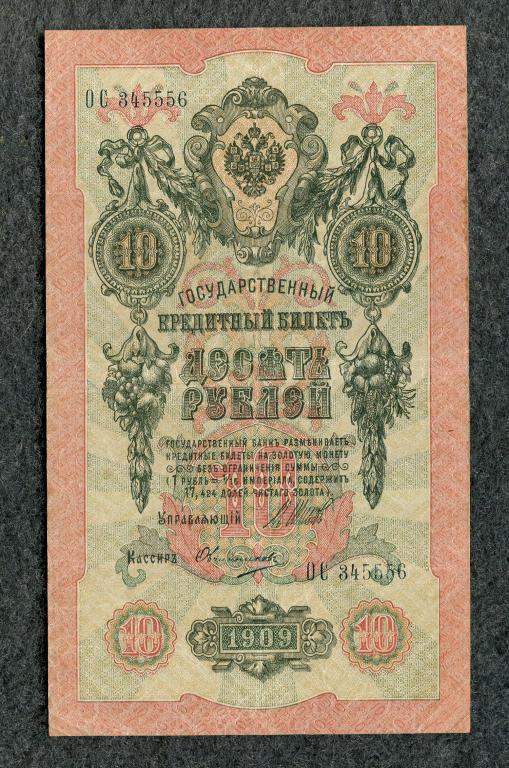 ОС 345556
10 10
ГОСУДАРСТВЕННЫЙ
КРЕДИТНЫЙ БИЛЕТЪ
ДЕСЯТЬ
РУБЛЕЙ
ГОСУДАРСТВЕННЫЙ БАНКЪ РАЗМѢНИВАЕТЪ
КРЕДИТНЫЕ БИЛЕТЫ НА ЗОЛОТУЮ МОНЕТУ
БЕЗЪ ОГРАНИЧЕНІЯ СУММЫ
(1 РУБЛЬ = 1/15 ИМПЕРІАЛА, СОДЕРЖИТЪ
17,424 ДОЛЕЙ ЧИСТАГО ЗОЛОТА).
10
УПРАВЛЯЮЩІЙ
КАССИРЪ
ОС 345556
10 1909 10